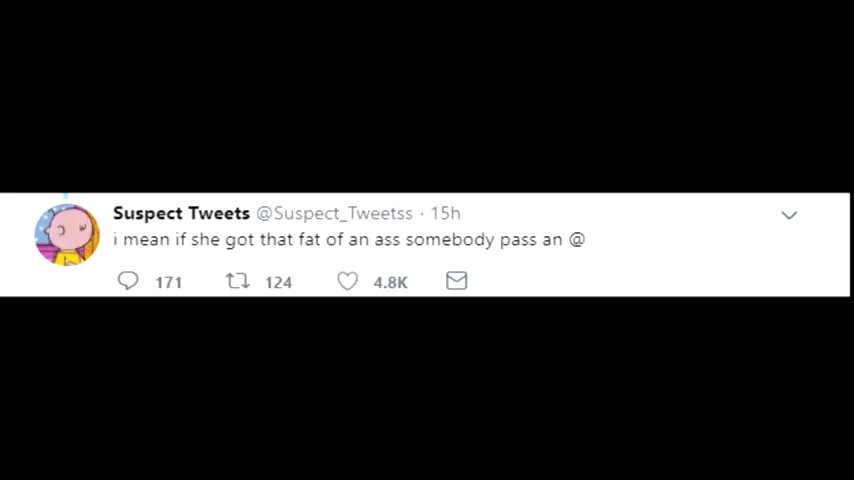 Suspect Tweets @Suspect_Tweetss · 15h
i mean if she got that fat of an ass somebody pass an @
171 124 4.8K